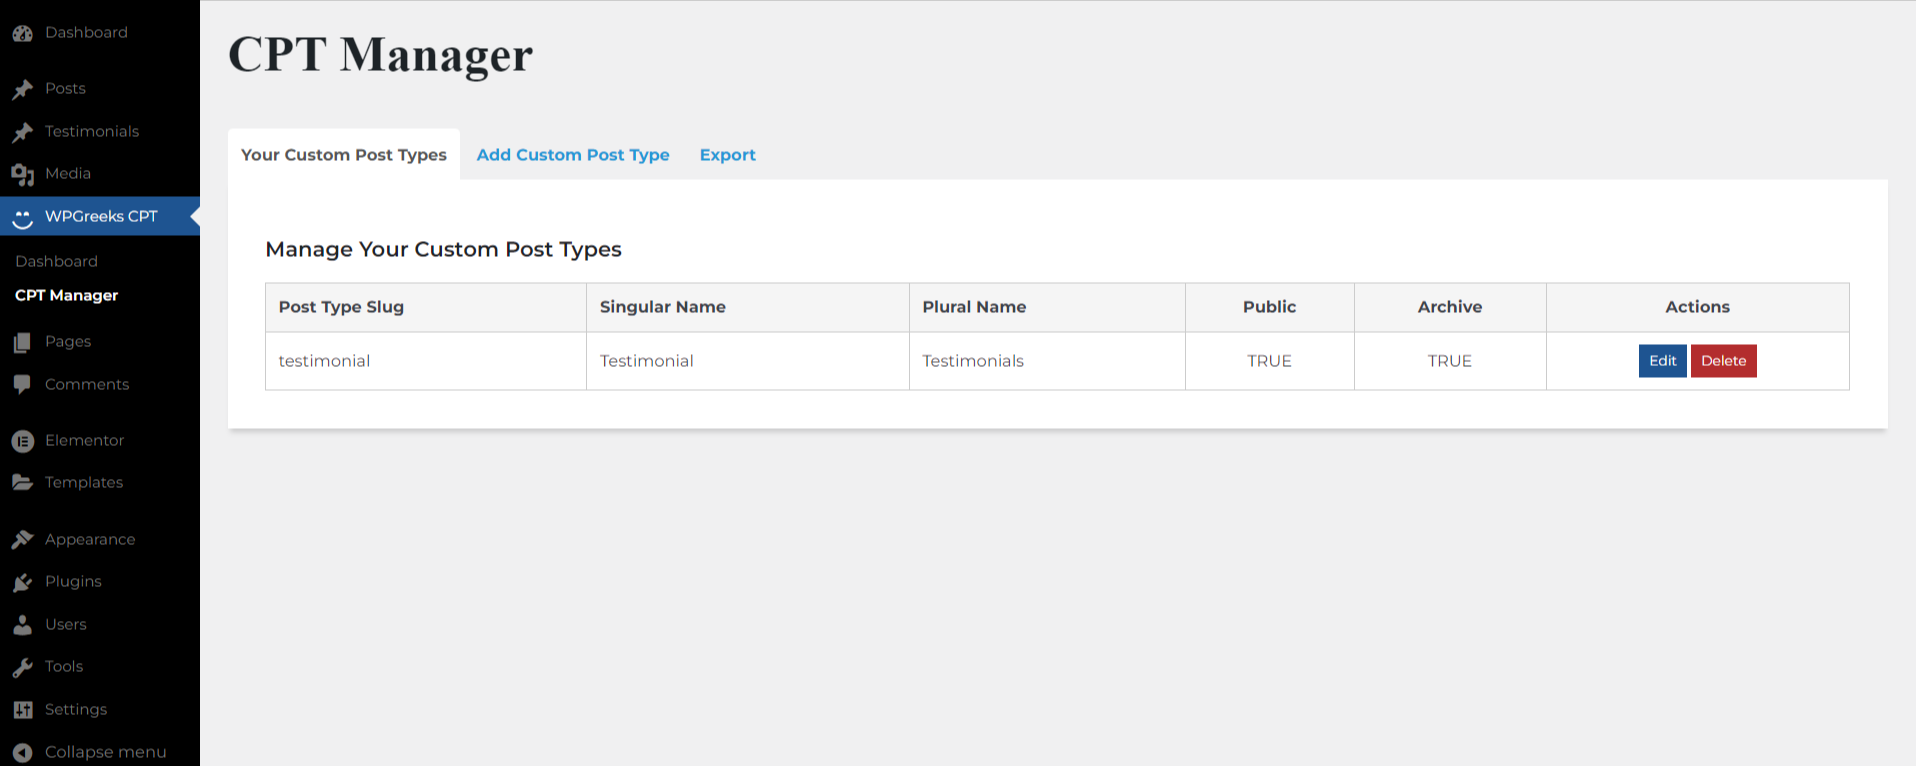 Dashboard
Posts
Testimonials
Media
WPGreeks CPT
Dashboard
CPT Manager
Pages
Comments
Elementor
Templates
Appearance
Plugins
Users
Tools
Settings
Collapse menu
CPT Manager
Your Custom Post Types Add Custom Post Type Export
Manage Your Custom Post Types
Post Type Slug Singular Name Plural Name Public Archive Actions
testimonial Testimonial Testimonials TRUE TRUE Edit Delete